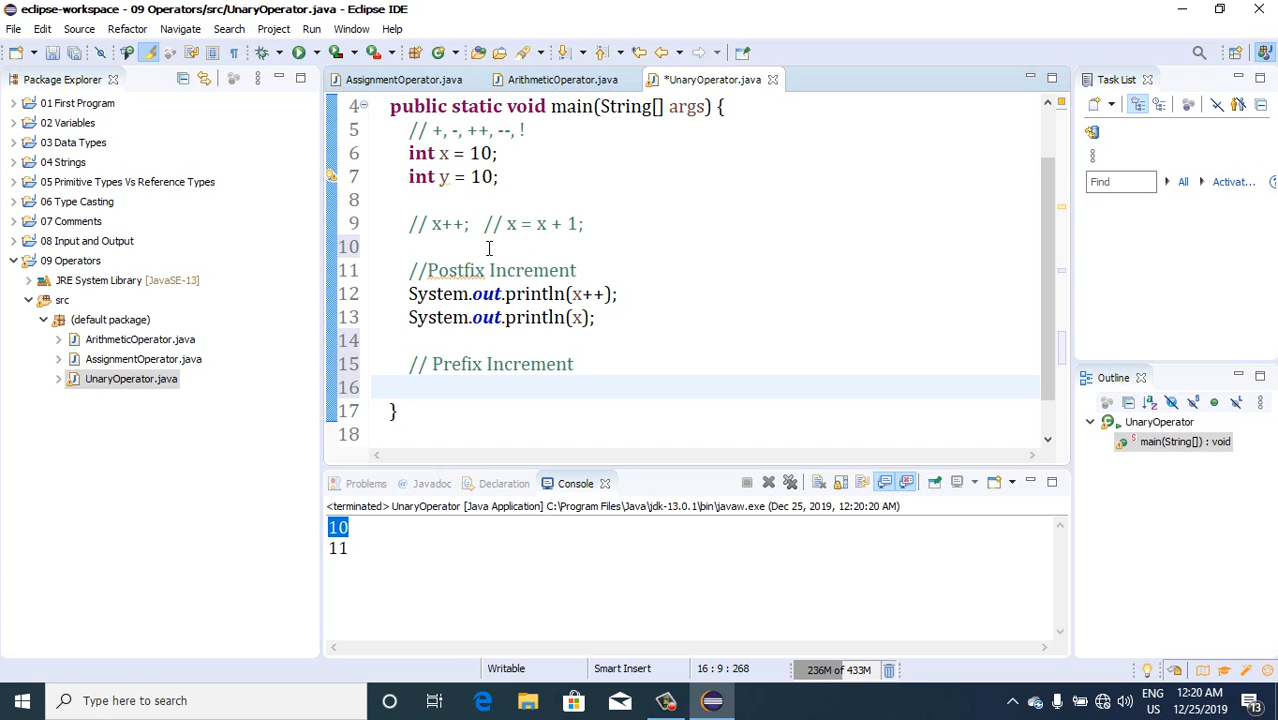 eclipse-workspace - 09 Operators/src/UnaryOperator.java - Eclipse IDE
File Edit Source Refactor Navigate Search Project Run Window Help
Package Explorer
01 First Program
02 Variables
03 Data Types
04 Strings
05 Primitive Types Vs Reference Types
06 Type Casting
07 Comments
08 Input and Output
09 Operators
JRE System Library [JavaSE-13]
src
(default package)
ArithmeticOperator.java
AssignmentOperator.java
UnaryOperator.java
AssignmentOperator.java ArithmeticOperator.java *UnaryOperator.java
4 public static void main(String[] args) {
5 // +, -, ++, --, !
6 int x = 10;
7 int y = 10;
8
9 // x++; // x = x + 1;
10
11 //Postfix Increment
12 System.out.println(x++);
13 System.out.println(x);
14
15 // Prefix Increment
16
17 }
18
Task List
Find All Activat...
Outline
UnaryOperator
main(String[]) : void
Problems Javadoc Declaration Console
<terminated> UnaryOperator [Java Application] C:\Program Files\Java\jdk-13.0.1\bin\javaw.exe (Dec 25, 2019, 12:20:20 AM)
10
11
Writable Smart Insert 16 : 9 : 268 236M of 433M
Type here to search
ENG
US
12:20 AM
12/25/2019
13